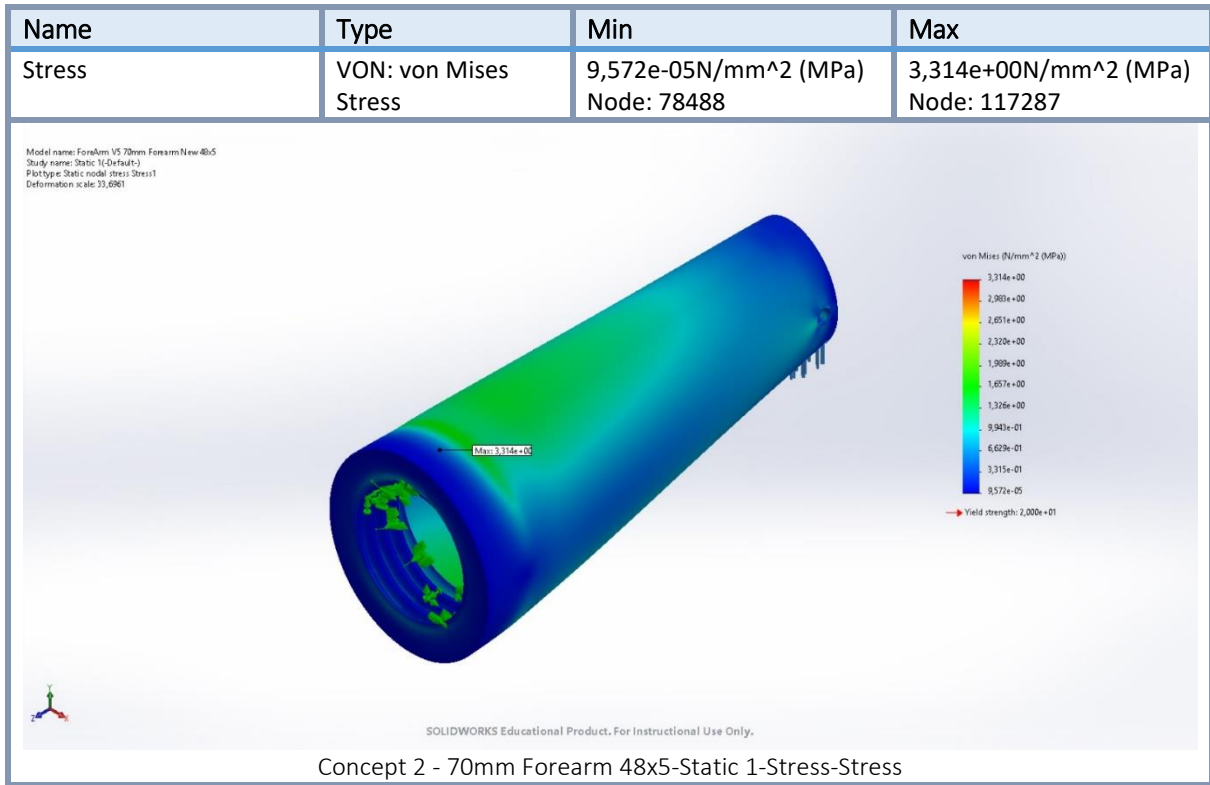 Name Type Min Max
Stress VON: von Mises Stress 9,572e-05N/mm^2 (MPa) Node: 78488 3,314e+00N/mm^2 (MPa) Node: 117287
Model name: ForeArm V5 70mm Forearm New 48x5
Study name: Static 1(-Default-)
Plot type: Static nodal stress Stress1
Deformation scale: 33,6961
von Mises (N/mm^2 (MPa))
3,314e+00
2,983e+00
2,651e+00
2,320e+00
1,989e+00
1,657e+00
1,326e+00
9,943e-01
6,629e-01
3,315e-01
9,572e-05
Yield strength: 2,000e+01
Max: 3,314e+00
Y
Z X
SOLIDWORKS Educational Product. For Instructional Use Only.
Concept 2 - 70mm Forearm 48x5-Static 1-Stress-Stress